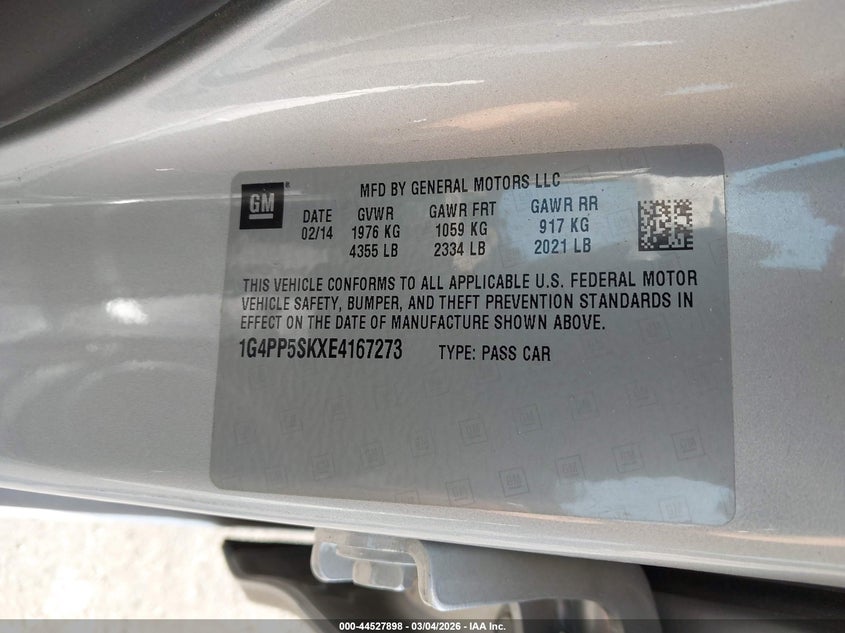 GM ®
MFD BY GENERAL MOTORS LLC
DATE GVWR GAWR FRT GAWR RR
02/14 1976 KG 1059 KG 917 KG
4355 LB 2334 LB 2021 LB
THIS VEHICLE CONFORMS TO ALL APPLICABLE U.S. FEDERAL MOTOR
VEHICLE SAFETY, BUMPER, AND THEFT PREVENTION STANDARDS IN
EFFECT ON THE DATE OF MANUFACTURE SHOWN ABOVE.
1G4PP5SKXE4167273 TYPE: PASS CAR
000-44527898 - 03/04/2026 - IAA Inc.